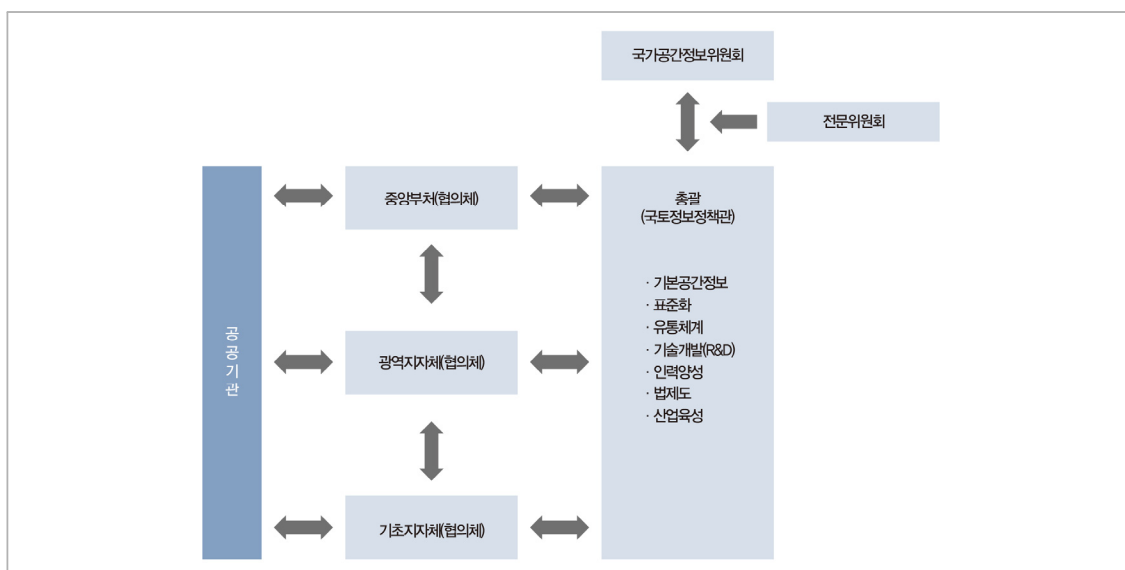 국가공간정보위원회
전문위원회
중앙부처(협의체)
총괄
(국토정보정책관)
· 기본공간정보
· 표준화
· 유통체계
· 기술개발(R&D)
· 인력양성
· 법제도
· 산업육성
공공기관
광역지자체(협의체)
기초지자체(협의체)